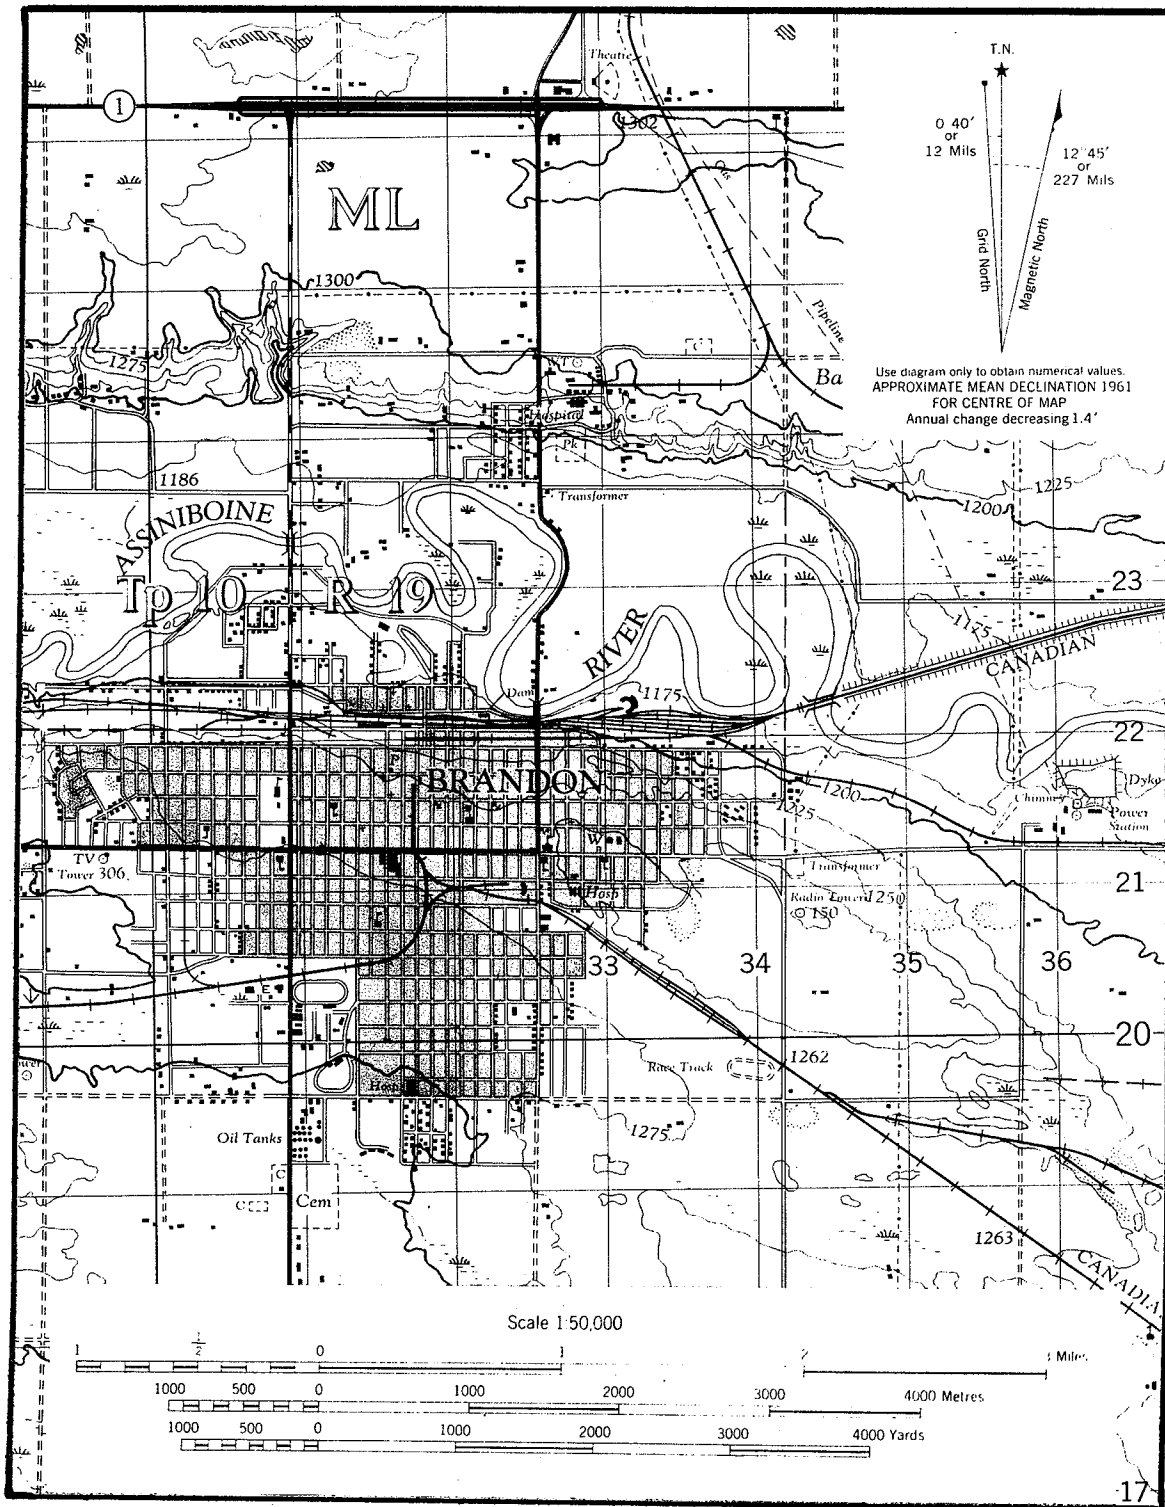 Theatre
T.N.
1
1302
0 40'
or
12 Mils
12°45'
or
227 Mils
Gas
ML
Grid North
Magnetic North
1300
Pipeline
1275
C
WT
Ba
Use diagram only to obtain numerical values.
APPROXIMATE MEAN DECLINATION 1961
FOR CENTRE OF MAP
Annual change decreasing 1.4'
Hospital
Pk
1186
Transformer
1225
1200
ASSINIBOINE
Tp 10 R 19
23
RIVER
1175
CANADIAN
Dam
1175
2
22
BRANDON
1200
1225
Dyke
Chimney
Power
Station
W
TV
Tower 306
Transformer
Hosp
Radio Tower
1250
150
21
33
34
35
36
E
20
1262
Race Track
Hosp
Oil Tanks
1275
C
C
Cem
1263
CANADIA
Scale 1:50,000
1
1/2
0
1
2
3 Miles
1000
500
0
1000
2000
3000
4000 Metres
1000
500
0
1000
2000
3000
4000 Yards
17